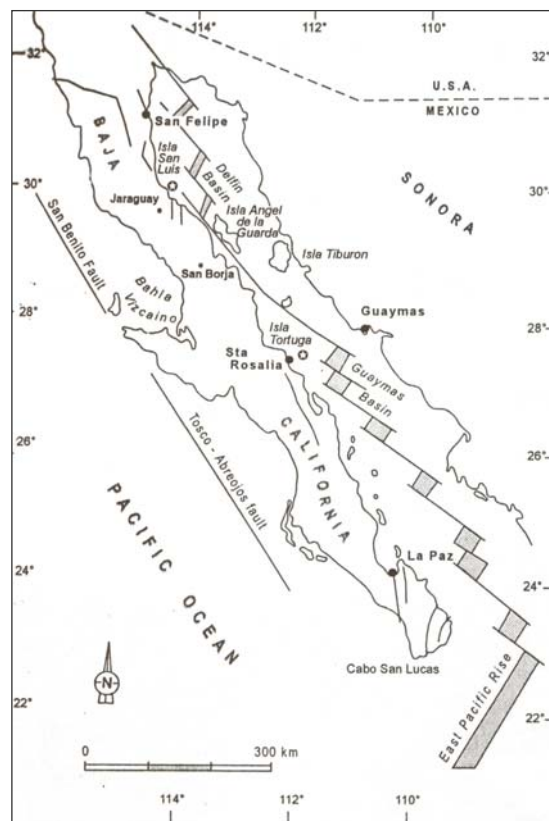 112°
110°
32°
32°
U.S.A.
MEXICO
San Felipe
BAJA
Isla
San
Luis
Delfin
Basin
SONORA
30°
30°
Jaraguay
Isla Angel
de la
Guarda
San Benito Fault
Isla Tiburon
San Borja
Bahia
Vizcaino
Guaymas
28°
28°
Isla
Tortuga
Sta
Rosalia
Guaymas
Basin
CALIFORNIA
26°
26°
Tosco - Abreojos fault
PACIFIC OCEAN
La Paz
24°
24°
Cabo San Lucas
N
East Pacific Rise
22°
22°
0
300 km
114°
112°
110°